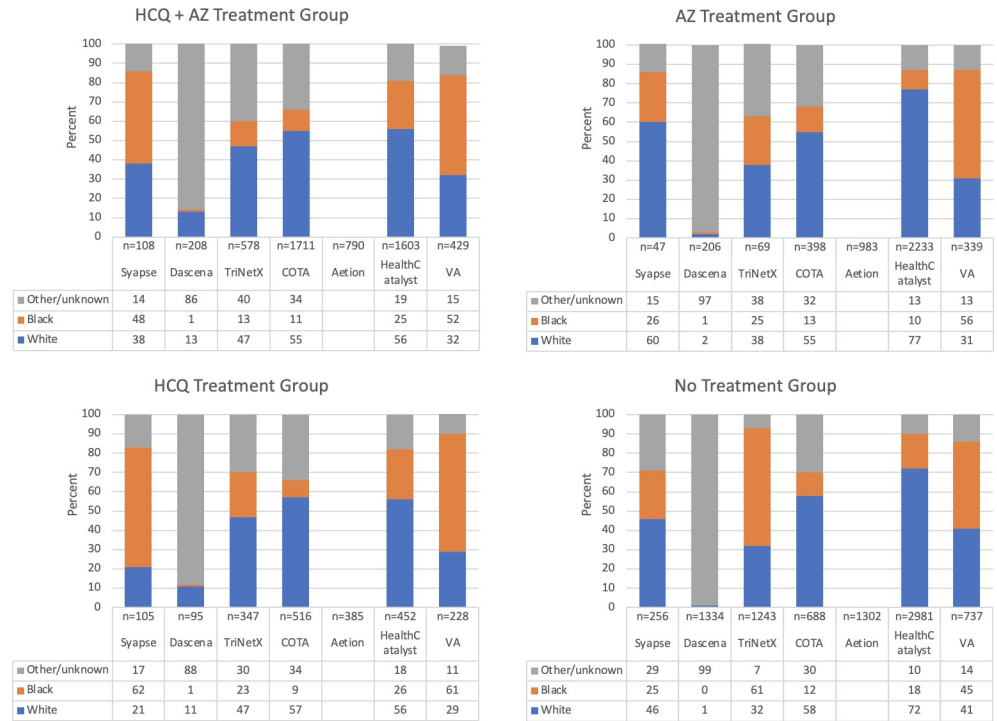 HCQ + AZ Treatment Group
Percent
100
90
80
70
60
50
40
30
20
10
0
n=108 n=208 n=578 n=1711 n=790 n=1603 n=429
Syapse Dascena TriNetX COTA Aetion HealthC atalyst VA
Other/unknown 14 86 40 34 19 15
Black 48 1 13 11 25 52
White 38 13 47 55 56 32
AZ Treatment Group
Percent
100
90
80
70
60
50
40
30
20
10
0
n=47 n=206 n=69 n=398 n=983 n=2233 n=339
Syapse Dascena TriNetX COTA Aetion HealthC atalyst VA
Other/unknown 15 97 38 32 13 13
Black 26 1 25 13 10 56
White 60 2 38 55 77 31
HCQ Treatment Group
Percent
100
90
80
70
60
50
40
30
20
10
0
n=105 n=95 n=347 n=516 n=385 n=452 n=228
Syapse Dascena TriNetX COTA Aetion HealthC atalyst VA
Other/unknown 17 88 30 34 18 11
Black 62 1 23 9 26 61
White 21 11 47 57 56 29
No Treatment Group
Percent
100
90
80
70
60
50
40
30
20
10
0
n=256 n=1334 n=1243 n=688 n=1302 n=2981 n=737
Syapse Dascena TriNetX COTA Aetion HealthC atalyst VA
Other/unknown 29 99 7 30 10 14
Black 25 0 61 12 18 45
White 46 1 32 58 72 41